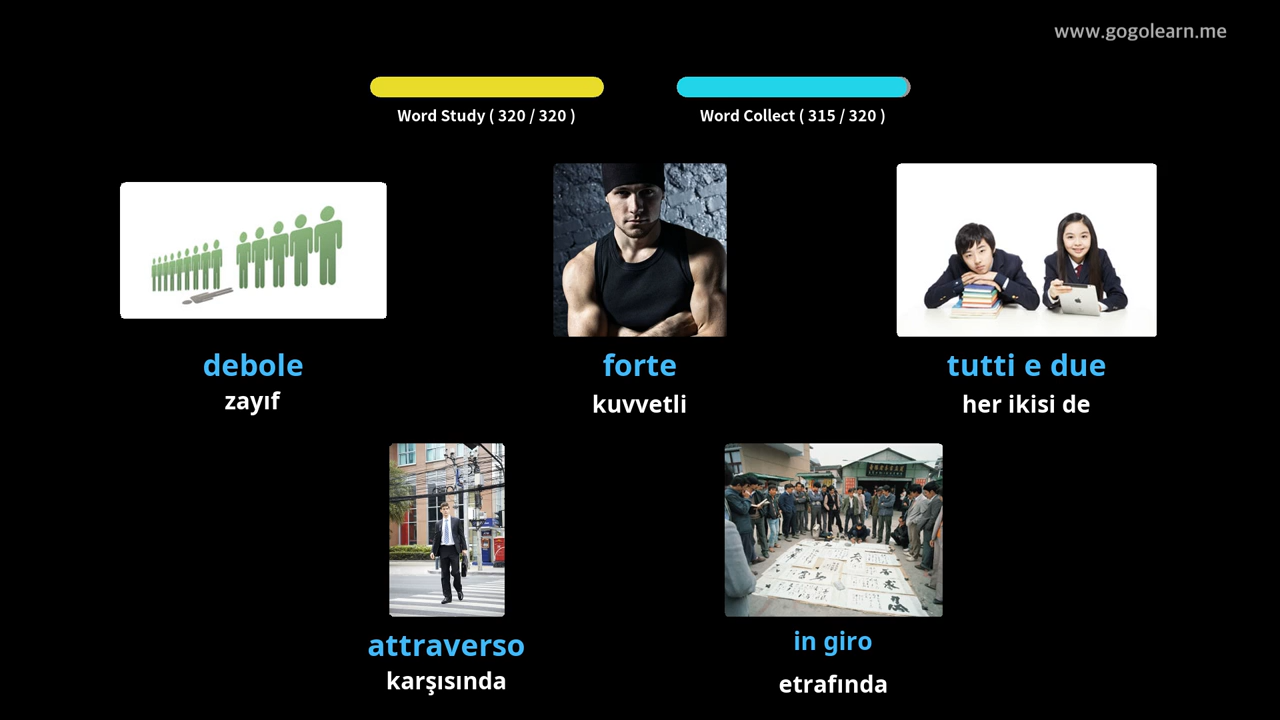 www.gogolearn.me
Word Study ( 320 / 320 )
Word Collect ( 315 / 320 )
debole
zayıf
forte
kuvvetli
tutti e due
her ikisi de
attraverso
karşısında
in giro
etrafında